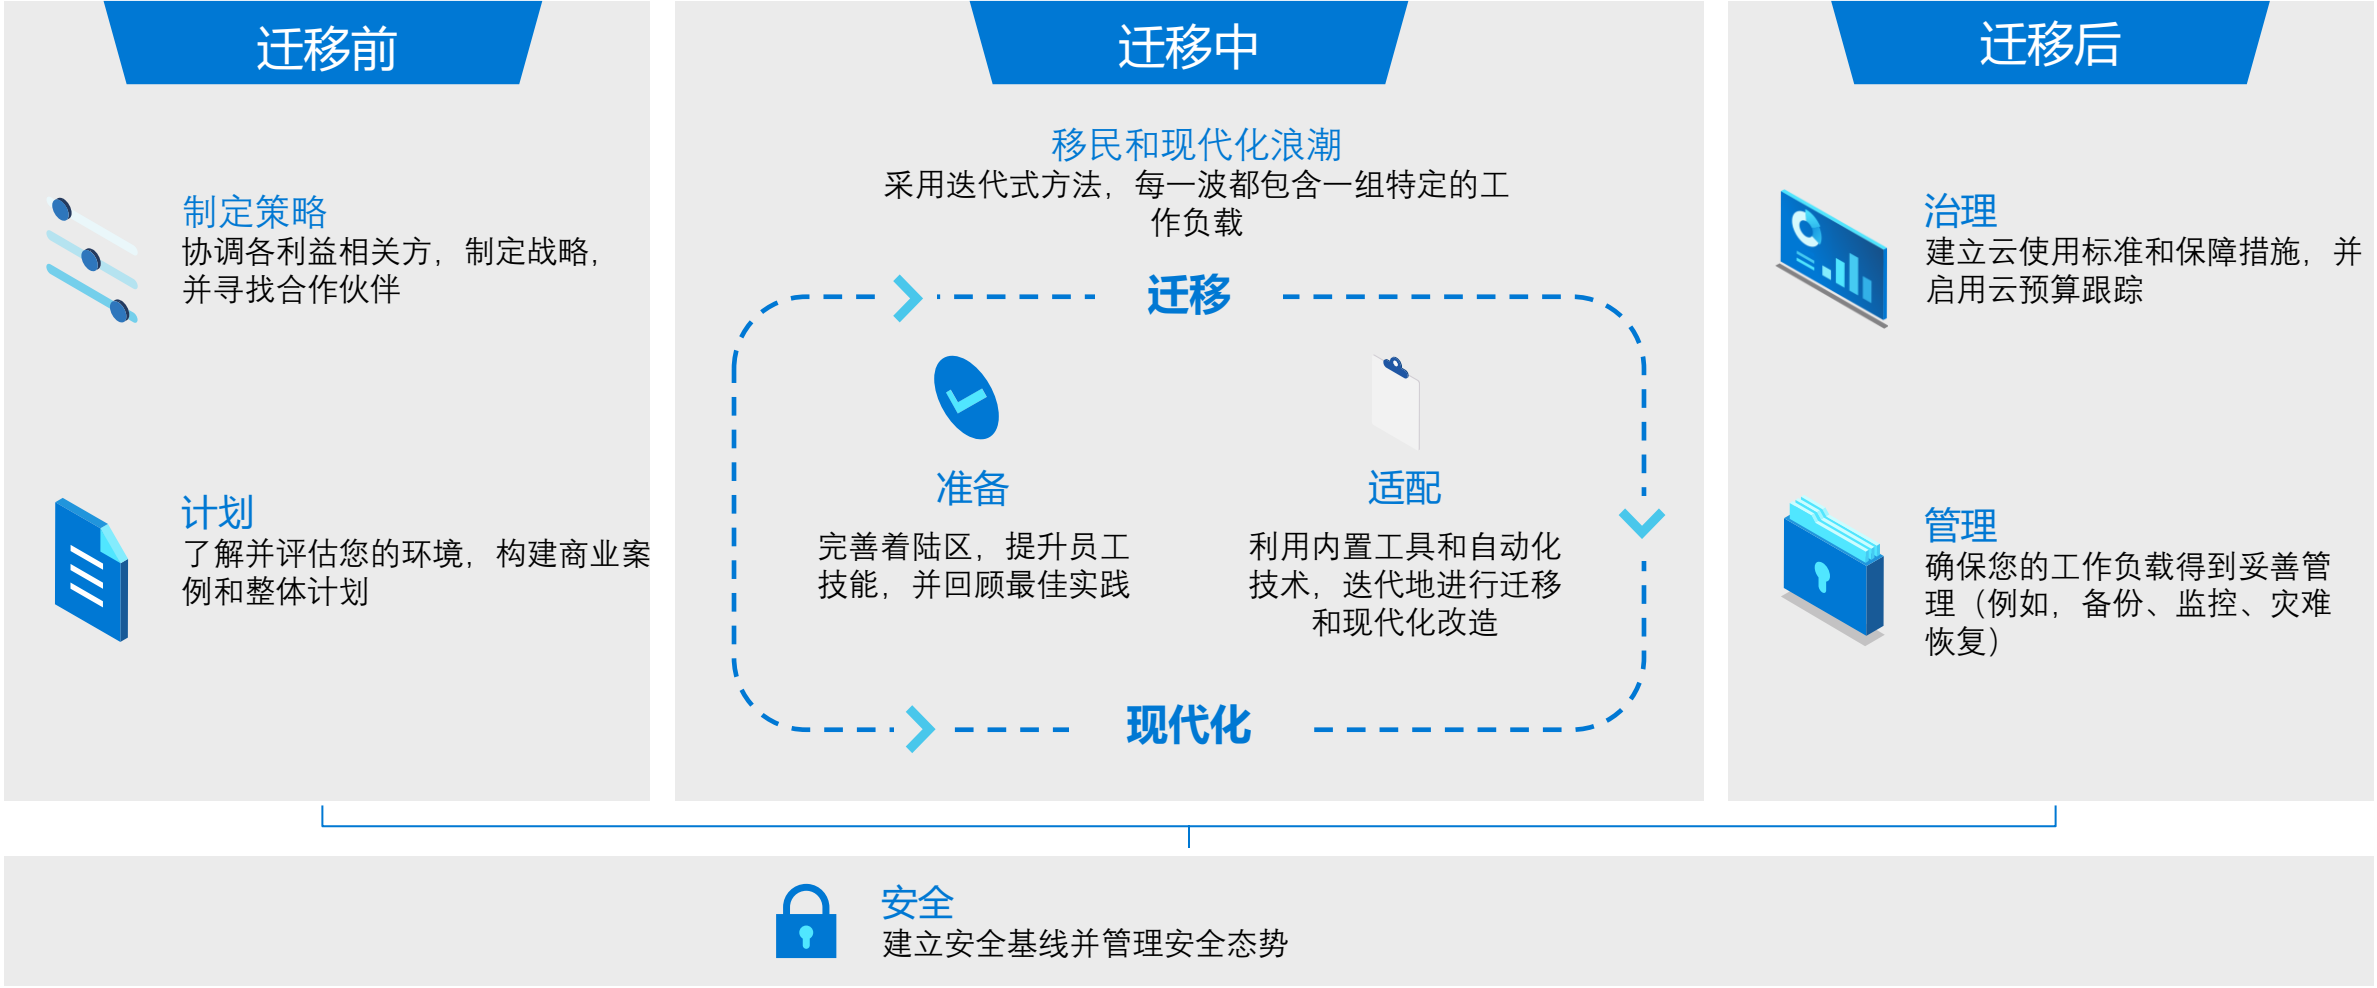 迁移前
制定策略
协调各利益相关方，制定战略，
并寻找合作伙伴
计划
了解并评估您的环境，构建商业案
例和整体计划
迁移中
移民和现代化浪潮
采用迭代式方法，每一波都包含一组特定的工
作负载
迁移
准备
完善着陆区，提升员工
技能，并回顾最佳实践
适配
利用内置工具和自动化
技术，迭代地进行迁移
和现代化改造
现代化
迁移后
治理
建立云使用标准和保障措施，并
启用云预算跟踪
管理
确保您的工作负载得到妥善管
理（例如，备份、监控、灾难
恢复）
安全
建立安全基线并管理安全态势